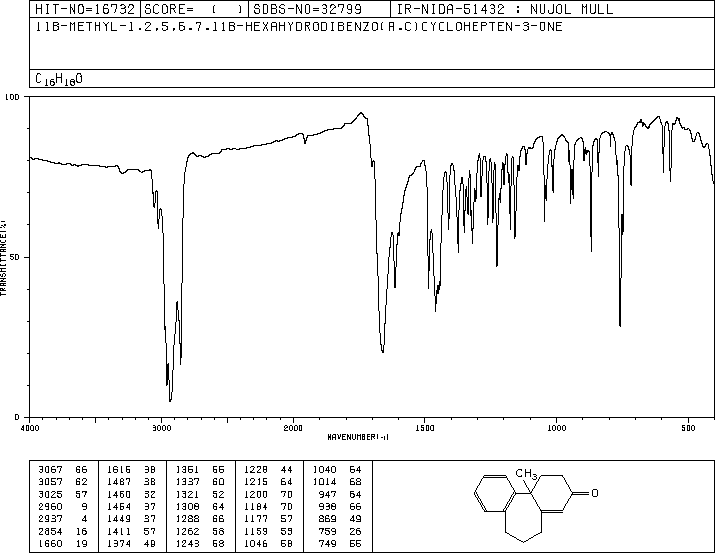 HIT-NO=16732 SCORE= ( ) SDBS-NO=32799 IR-NIDA-51432 : NUJOL MULL
11B-METHYL-1,2,5,6,7,11B-HEXAHYDRODIBENZO(A,C)CYCLOHEPTEN-3-ONE
C16H18O
100
50
0
TRANSMITTANCE(%)
4000 3000 2000 1500 1000 500
WAVENUMBER(-1)
3067 66 1615 38 1351 55 1228 44 1040 64
3057 62 1487 38 1337 60 1215 64 1014 68
3025 57 1460 32 1321 52 1200 70 947 64
2960 9 1454 37 1308 64 1184 70 938 66
2937 4 1449 37 1288 66 1177 57 869 49
2854 16 1411 57 1262 58 1159 53 759 26
1660 19 1374 49 1243 58 1046 58 749 55
CH3
O